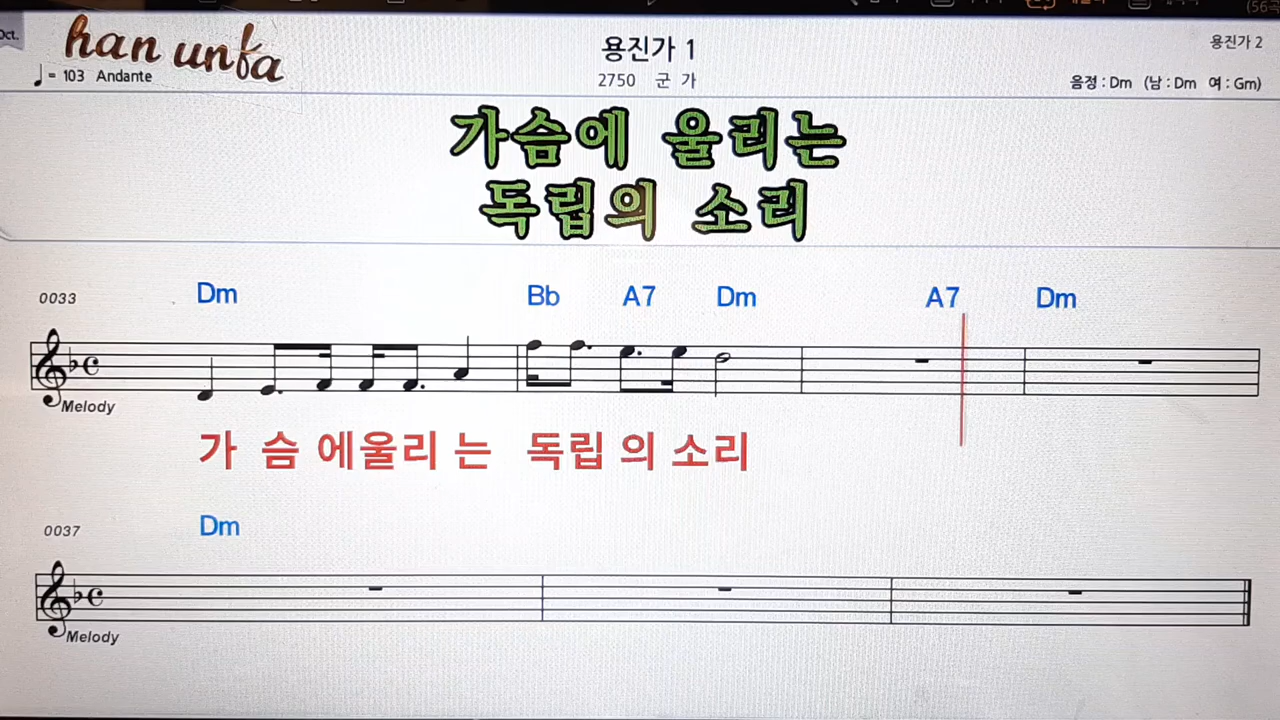 Oct.
han unfa
♩ = 103 Andante
용진가 1
2750 군 가
용진가 2
음정 : Dm (남 : Dm 여 : Gm)
가슴에 울리는
독립의 소리
0033
Dm Bb A7 Dm A7 Dm
Melody
가 슴 에울리 는 독립 의 소리
0037
Dm
Melody